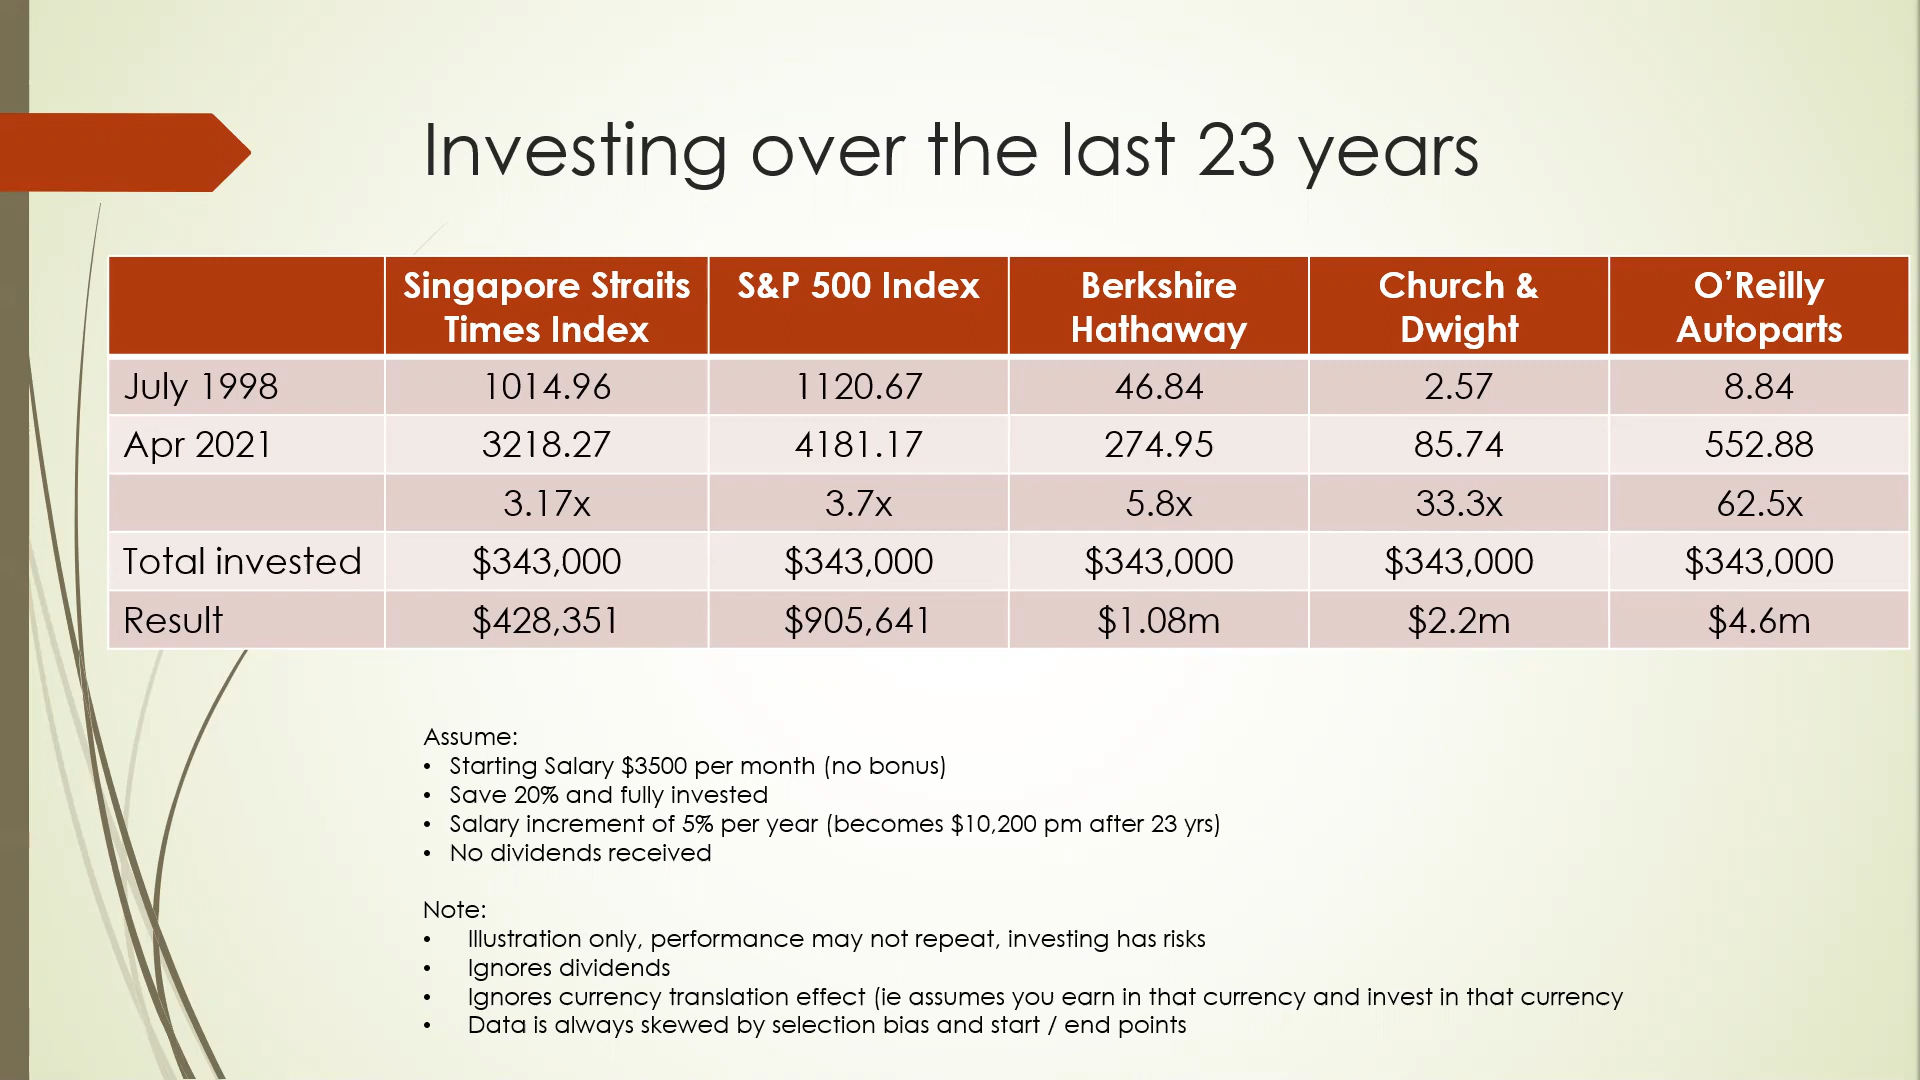 Investing over the last 23 years
Singapore Straits Times Index S&P 500 Index Berkshire Hathaway Church & Dwight O’Reilly Autoparts
July 1998 1014.96 1120.67 46.84 2.57 8.84
Apr 2021 3218.27 4181.17 274.95 85.74 552.88
3.17x 3.7x 5.8x 33.3x 62.5x
Total invested $343,000 $343,000 $343,000 $343,000 $343,000
Result $428,351 $905,641 $1.08m $2.2m $4.6m
Assume:
• Starting Salary $3500 per month (no bonus)
• Save 20% and fully invested
• Salary increment of 5% per year (becomes $10,200 pm after 23 yrs)
• No dividends received
Note:
• Illustration only, performance may not repeat, investing has risks
• Ignores dividends
• Ignores currency translation effect (ie assumes you earn in that currency and invest in that currency
• Data is always skewed by selection bias and start / end points